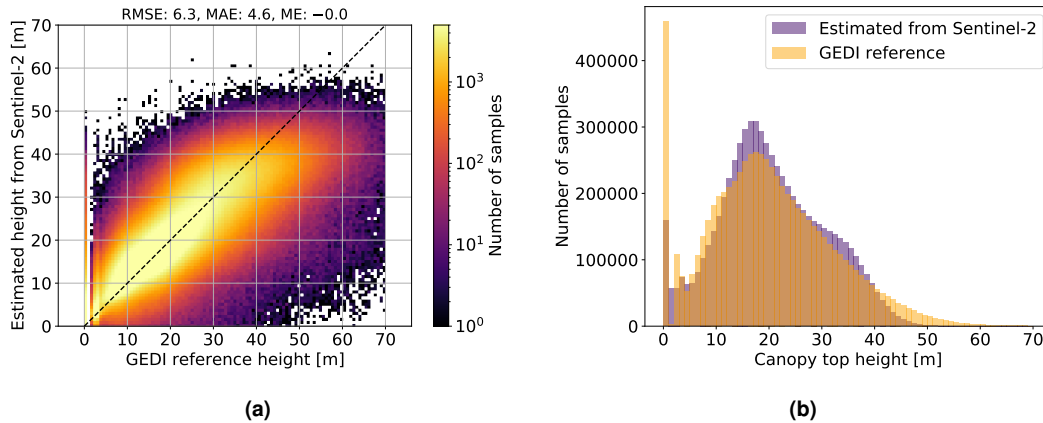 RMSE: 6.3, MAE: 4.6, ME: −0.0
Estimated height from Sentinel-2 [m]
70
60
50
40
30
20
10
0
0 10 20 30 40 50 60 70
GEDI reference height [m]
10³
10²
10¹
10⁰
Number of samples
(a)
Estimated from Sentinel-2
GEDI reference
Number of samples
400000
300000
200000
100000
0
0 10 20 30 40 50 60 70
Canopy top height [m]
(b)